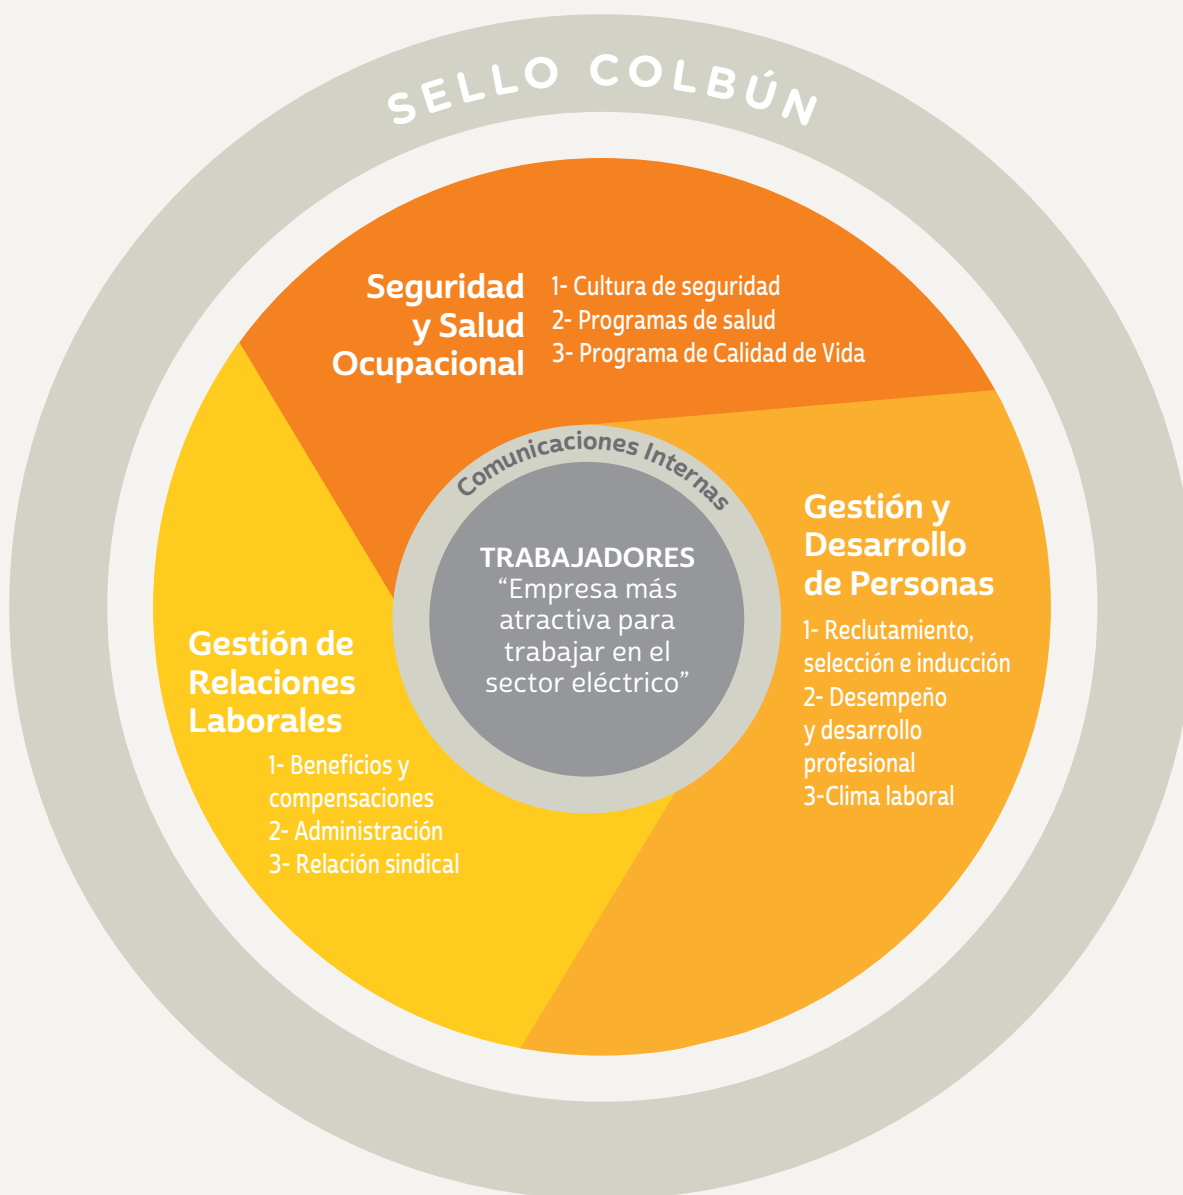 SELLO COLBÚN
Seguridad
y Salud
Ocupacional
1- Cultura de seguridad
2- Programas de salud
3- Programa de Calidad de Vida
Comunicaciones Internas
TRABAJADORES
“Empresa más
atractiva para
trabajar en el
sector eléctrico”
Gestión y
Desarrollo
de Personas
1- Reclutamiento,
selección e inducción
2- Desempeño
y desarrollo
profesional
3-Clima laboral
Gestión de
Relaciones
Laborales
1- Beneficios y
compensaciones
2- Administración
3- Relación sindical